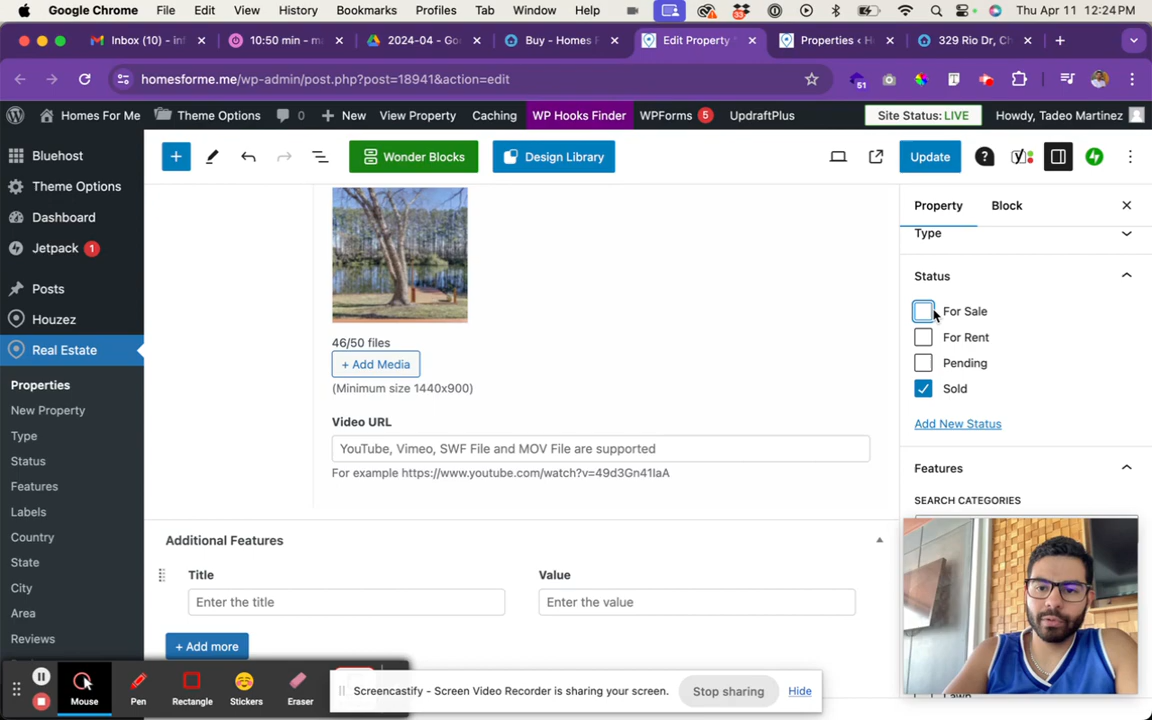 Google Chrome File Edit View History Bookmarks Profiles Tab Window Help Thu Apr 11 12:24 PM
Inbox (10) - in 10:50 min - ma 2024-04 - Go Buy - Homes F Edit Property " Properties ‹ H 329 Rio Dr, Ch
homesforme.me/wp-admin/post.php?post=18941&action=edit 51
Homes For Me Theme Options 0 New View Property Caching WP Hooks Finder WPForms 5 UpdraftPlus Site Status: LIVE Howdy, Tadeo Martinez
Bluehost
Theme Options
Dashboard
Jetpack 1
Posts
Houzez
Real Estate
Properties
New Property
Type
Status
Features
Labels
Country
State
City
Area
Reviews
Wonder Blocks Design Library Update
46/50 files
+ Add Media
(Minimum size 1440x900)
Video URL
YouTube, Vimeo, SWF File and MOV File are supported
For example https://www.youtube.com/watch?v=49d3Gn41IaA
Additional Features
Title Value
Enter the title Enter the value
+ Add more
Property Block
Type
Status
For Sale
For Rent
Pending
Sold
Add New Status
Features
SEARCH CATEGORIES
Lawn
Mouse Pen Rectangle Stickers Eraser
Screencastify - Screen Video Recorder is sharing your screen. Stop sharing Hide